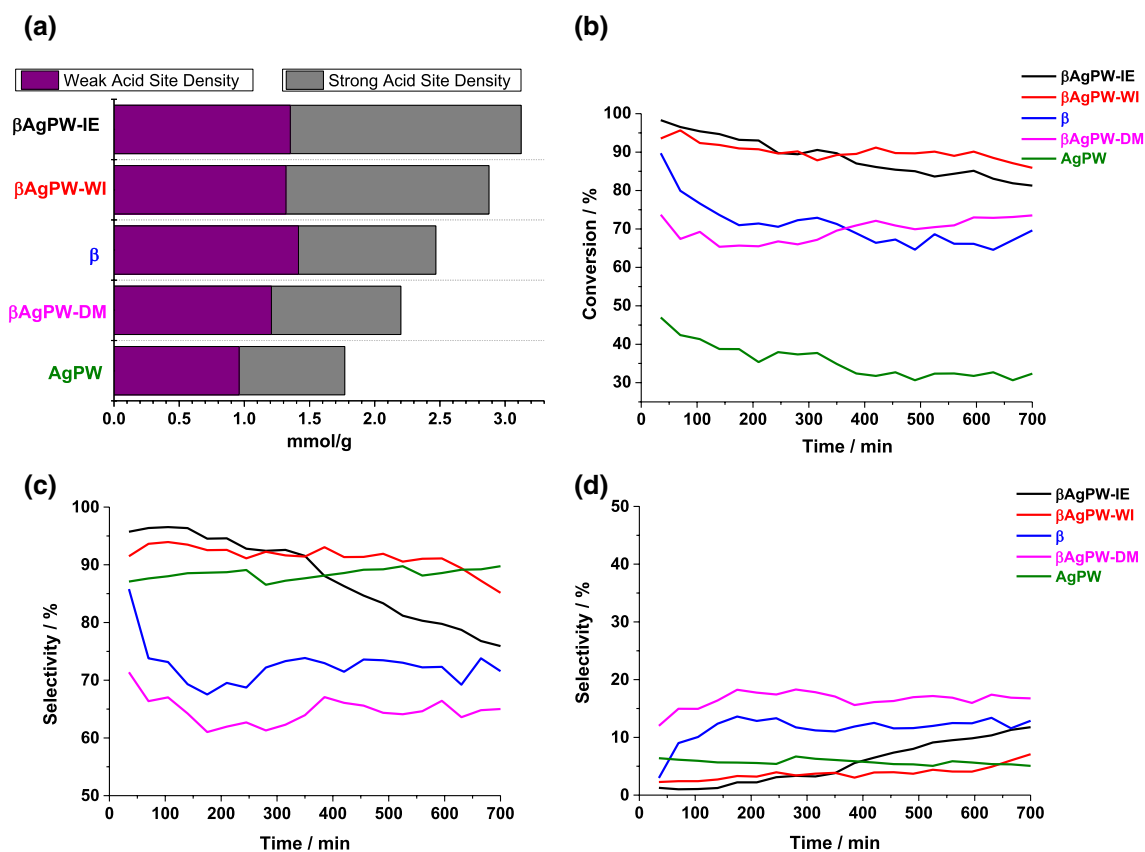 (a)
Weak Acid Site Density
Strong Acid Site Density
βAgPW-IE
βAgPW-WI
β
βAgPW-DM
AgPW
0.0 0.5 1.0 1.5 2.0 2.5 3.0
mmol/g
(b)
βAgPW-IE
βAgPW-WI
β
βAgPW-DM
AgPW
100
90
80
70
60
50
40
30
Conversion / %
0 100 200 300 400 500 600 700
Time / min
(c)
100
90
80
70
60
50
Selectivity / %
0 100 200 300 400 500 600 700
Time / min
(d)
βAgPW-IE
βAgPW-WI
β
βAgPW-DM
AgPW
50
40
30
20
10
0
Selectivity / %
0 100 200 300 400 500 600 700
Time / min